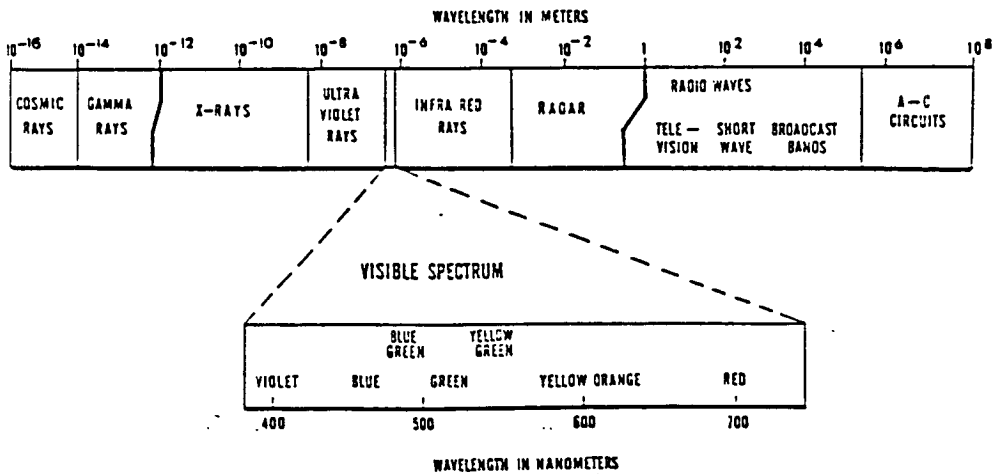 WAVELENGTH IN METERS
10-16 10-14 10-12 10-10 10-8 10-6 10-4 10-2 1 10 2 10 4 10 6 10 8
COSMIC RAYS
GAMMA RAYS
X-RAYS
ULTRA VIOLET RAYS
INFRA RED RAYS
RADAR
RADIO WAVES
TELE-VISION
SHORT WAVE
BROADCAST BANDS
A-C CIRCUITS
VISIBLE SPECTRUM
BLUE GREEN
YELLOW GREEN
VIOLET BLUE GREEN YELLOW ORANGE RED
400 500 600 700
WAVELENGTH IN NANOMETERS